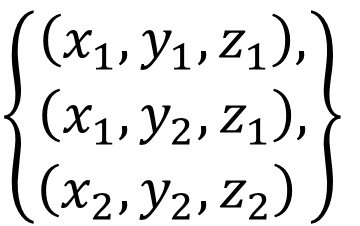 {(x₁, y₁, z₁),
(x₁, y₂, z₁),
(x₂, y₂, z₂)}